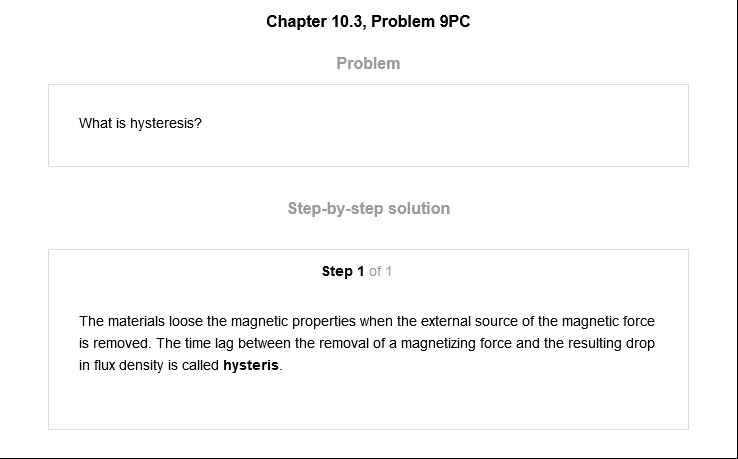 Chapter 10.3, Problem 9PC
Problem
What is hysteresis?
Step-by-step solution
Step 1 of 1
The materials loose the magnetic properties when the external source of the magnetic force
is removed. The time lag between the removal of a magnetizing force and the resulting drop
in flux density is called hysteris.